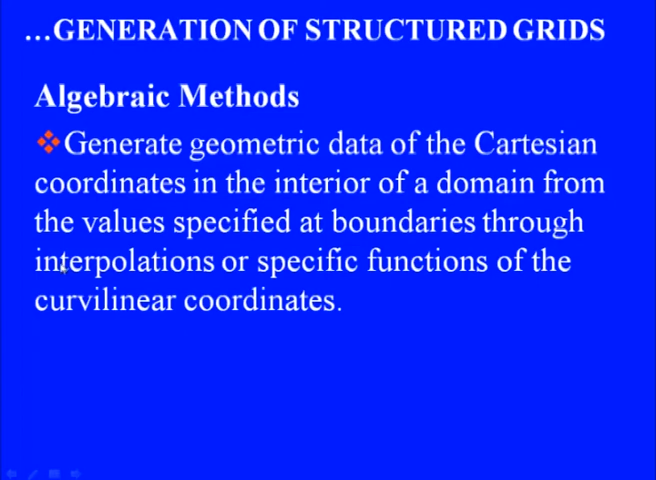 ...GENERATION OF STRUCTURED GRIDS
Algebraic Methods
Generate geometric data of the Cartesian
coordinates in the interior of a domain from
the values specified at boundaries through
interpolations or specific functions of the
curvilinear coordinates.